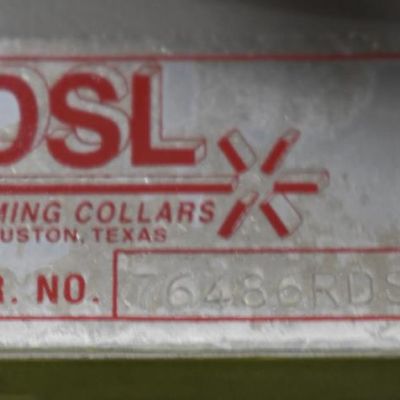 DSL
MING COLLARS
USTON, TEXAS
R. NO. 76486RDS